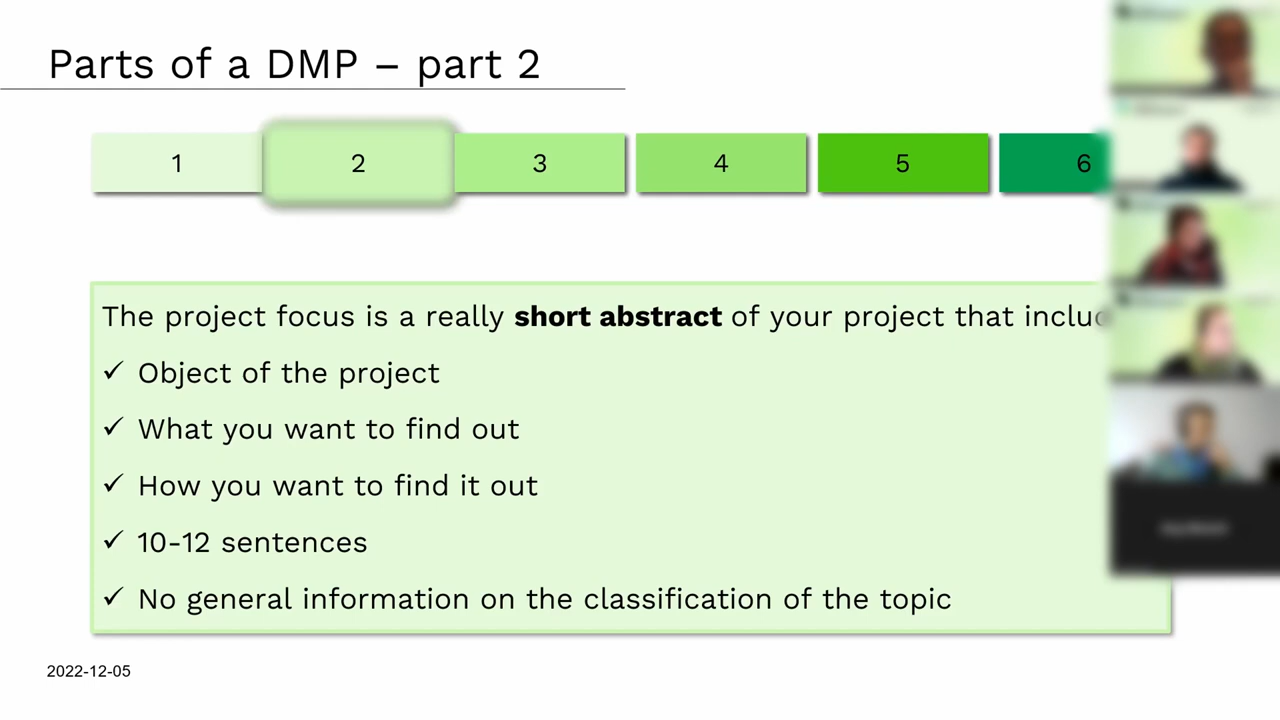 Parts of a DMP – part 2
1 2 3 4 5 6
The project focus is a really short abstract of your project that
✓ Object of the project
✓ What you want to find out
✓ How you want to find it out
✓ 10-12 sentences
✓ No general information on the classification of the topic
2022-12-05